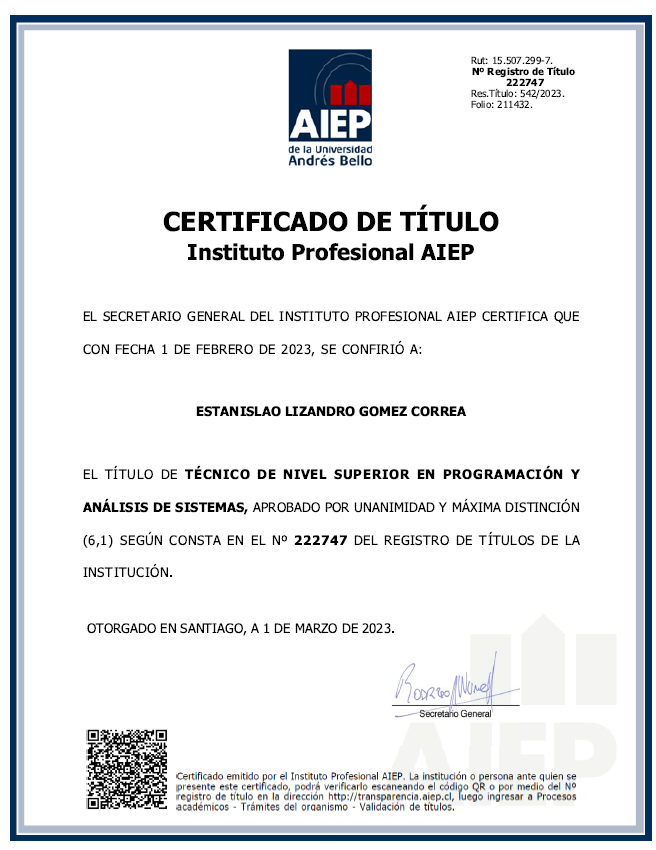 AIEP
de la Universidad
Andrés Bello
Rut: 15.507.299-7.
Nº Registro de Título
222747
Res.Título: 542/2023.
Folio: 211432.
CERTIFICADO DE TÍTULO
Instituto Profesional AIEP
EL SECRETARIO GENERAL DEL INSTITUTO PROFESIONAL AIEP CERTIFICA QUE
CON FECHA 1 DE FEBRERO DE 2023, SE CONFIRIÓ A:
ESTANISLAO LIZANDRO GOMEZ CORREA
EL TÍTULO DE TÉCNICO DE NIVEL SUPERIOR EN PROGRAMACIÓN Y
ANÁLISIS DE SISTEMAS, APROBADO POR UNANIMIDAD Y MÁXIMA DISTINCIÓN
(6,1) SEGÚN CONSTA EN EL Nº 222747 DEL REGISTRO DE TÍTULOS DE LA
INSTITUCIÓN.
OTORGADO EN SANTIAGO, A 1 DE MARZO DE 2023.
Secretario General
AIEP
Certificado emitido por el Instituto Profesional AIEP. La institución o persona ante quien se
presente este certificado, podrá verificarlo escaneando el código QR o por medio del Nº
registro de título en la dirección http://transparencia.aiep.cl, luego ingresar a Procesos
académicos - Trámites del organismo - Validación de títulos.